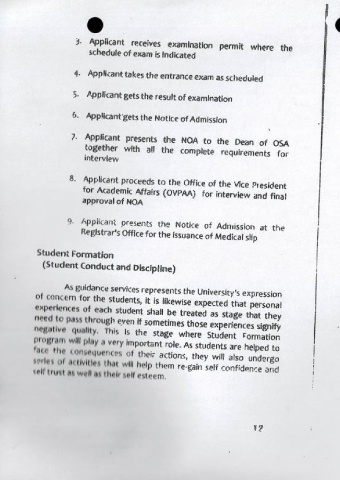 3. Applicant receives examination permit where the
schedule of exam is indicated
4. Applicant takes the entrance exam as scheduled
5. Applicant gets the result of examination
6. Applicant gets the Notice of Admission
7. Applicant presents the NOA to the Dean of OSA
together with all the complete requirements for
interview
8. Applicant proceeds to the Office of the Vice President
for Academic Affairs (OVPAA) for interview and final
approval of NOA
9. Applicant presents the Notice of Admission at the
Registrar's Office for the issuance of Medical slip
Student Formation
(Student Conduct and Discipline)
As guidance services represents the University's expression
of concern for the students, it is likewise expected that personal
experiences of each student shall be treated as stage that they
need to pass through even if sometimes those experiences signify
negative quality. This is the stage where Student Formation
program will play a very important role. As students are helped to
face the consequences of their actions, they will also undergo
series of activities that will help them re-gain self confidence and
self trust as well as their self esteem.
12